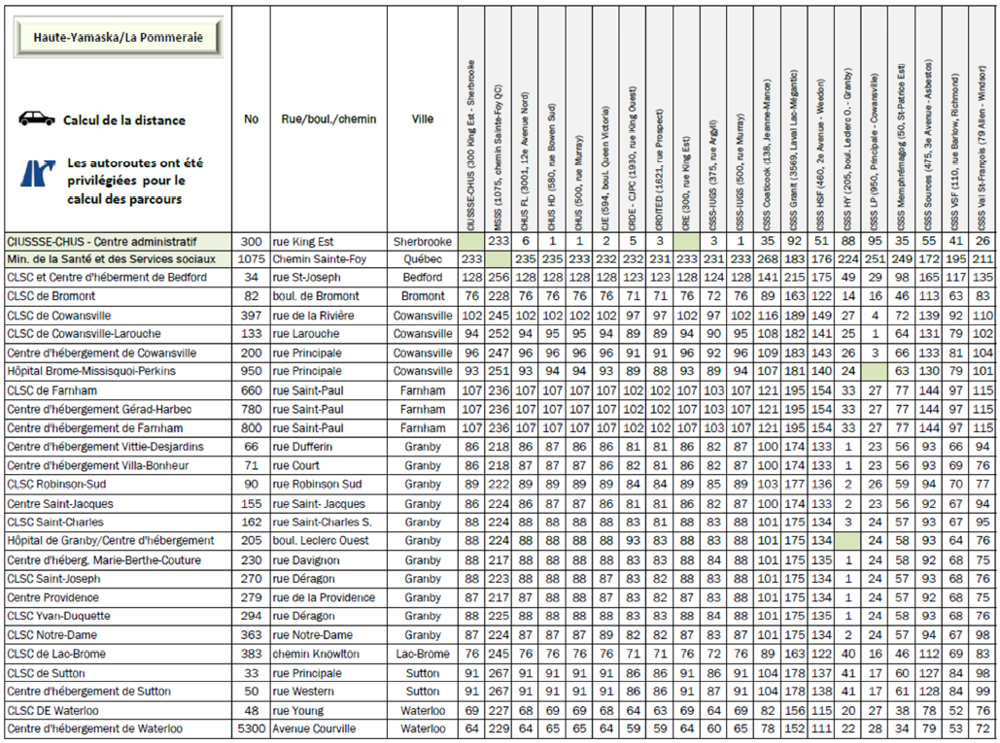 Haute-Yamaska/La Pommeraie
Calcul de la distance
Les autoroutes ont été
privilégiées pour le
calcul des parcours
No Rue/boul./chemin Ville
CIUSSSE-CHUS (300 King Est - Sherbrooke
MSSS (1075, chemin Sainte-Foy QC)
CHUS FL (3001, 12e Avenue Nord)
CHUS HD (580, rue Bowen Sud)
CHUS (500, rue Murray)
CJE (594, boul. Queen Victoria)
CRDE - CJPC (1930, rue King Ouest)
CRDITED (1621, rue Prospect)
CRE (300, rue King Est)
CSSS-IUGS (375, rue Argyll)
CSSS-IUGS (500, rue Murray)
CSSS Coaticook (138, Jeanne-Mance)
CSSS Granit (3569, Laval Lac-Mégantic)
CSSS HSF (460, 2e Avenue - Weedon)
CSSS HY (205, boul. Leclerc O. - Granby)
CSSS LP (950, Principale - Cowansville)
CSSS Memphrémagog (50, St-Patrice Est)
CSSS Sources (475, 3e Avenue - Asbestos)
CSSS VSF (110, rue Barlow, Richmond)
CSSS Val St-François (79 Allen - Windsor)
CIUSSSE-CHUS - Centre administratif 300 rue King Est Sherbrooke 233 6 1 1 2 5 3 3 1 35 92 51 88 95 35 55 41 26
Min. de la Santé et des Services sociaux 1075 Chemin Sainte-Foy Québec 233 235 235 233 232 232 231 233 231 233 268 183 176 224 251 249 172 195 211
CLSC et Centre d'héberment de Bedford 34 rue St-Joseph Bedford 128 256 128 128 128 128 123 123 128 124 128 141 215 175 49 29 98 165 117 135
CLSC de Bromont 82 boul. de Bromont Bromont 76 228 76 76 76 76 71 71 76 72 76 89 163 122 14 16 46 113 63 83
CLSC de Cowansville 397 rue de la Rivière Cowansville 102 245 102 102 102 102 97 97 102 97 102 116 189 149 27 4 72 139 92 110
CLSC de Cowansville-Larouche 133 rue Larouche Cowansville 94 252 94 95 95 94 89 89 94 90 95 108 182 141 25 1 64 131 79 102
Centre d'hébergement de Cowansville 200 rue Principale Cowansville 96 247 96 96 96 96 91 91 96 92 96 109 183 143 26 3 66 133 81 104
Hôpital Brome-Missisquoi-Perkins 950 rue Principale Cowansville 93 251 93 94 94 93 89 88 93 89 94 107 181 140 24 63 130 79 101
CLSC de Farnham 660 rue Saint-Paul Farnham 107 236 107 107 107 107 102 102 107 103 107 121 195 154 33 27 77 144 97 115
Centre d'hébergement Gérad-Harbec 780 rue Saint-Paul Farnham 107 236 107 107 107 107 102 102 107 103 107 121 195 154 33 27 77 144 97 115
Centre d'hébergement de Farnham 800 rue Saint-Paul Farnham 107 236 107 107 107 107 102 102 107 103 107 121 195 154 33 27 77 144 97 115
Centre d'hébergement Vittie-Desjardins 66 rue Dufferin Granby 86 218 86 87 86 86 81 81 86 82 87 100 174 133 1 23 56 93 66 94
Centre d'hébergement Villa-Bonheur 71 rue Court Granby 86 218 87 87 86 82 81 86 82 87 100 174 133 1 23 56 93 69 76
CLSC Robinson-Sud 90 rue Robinson Sud Granby 89 222 89 89 89 89 84 84 89 85 89 103 177 136 2 26 59 94 70 77
Centre Saint-Jacques 155 rue Saint- Jacques Granby 86 224 86 87 87 86 81 81 86 82 87 100 174 133 2 23 56 92 67 94
CLSC Saint-Charles 162 rue Saint-Charles S. Granby 88 224 88 88 88 88 83 81 88 83 88 101 175 134 3 24 57 93 67 95
Hôpital de Granby/Centre d'hébergement 205 boul. Leclerc Ouest Granby 88 224 88 88 88 88 93 83 88 83 88 101 175 134 24 58 93 64 76
Centre d'héberg. Marie-Berthe-Couture 230 rue Davignon Granby 88 217 88 88 88 88 83 83 88 84 88 101 175 135 1 24 58 92 68 75
CLSC Saint-Joseph 270 rue Déragon Granby 88 223 88 88 88 87 83 82 88 83 88 101 175 134 1 24 57 93 68 76
Centre Providence 279 rue de la Providence Granby 87 217 87 88 88 87 83 82 87 83 88 101 175 134 1 24 57 92 68 75
CLSC Yvan-Duquette 294 rue Déragon Granby 88 225 88 88 88 88 83 83 88 84 88 101 175 135 1 24 58 93 68 76
CLSC Notre-Dame 363 rue Notre-Dame Granby 87 224 87 87 87 89 82 82 87 83 87 101 175 134 2 24 57 94 67 98
CLSC de Lac-Brome 383 chemin Knowlton Lac-Brome 76 245 76 76 76 76 71 71 76 72 76 89 163 122 40 16 46 112 69 83
CLSC de Sutton 33 rue Principale Sutton 91 267 91 91 91 91 86 86 91 86 91 104 178 137 41 17 60 127 84 98
Centre d'hébergement de Sutton 50 rue Western Sutton 91 267 91 91 91 91 86 86 91 87 91 104 178 138 41 17 61 128 84 99
CLSC DE Waterloo 48 rue Young Waterloo 69 227 68 69 69 68 64 63 69 64 69 82 156 115 20 27 38 78 52 76
Centre d'hébergement de Waterloo 5300 Avenue Courville Waterloo 64 229 64 65 65 64 59 59 64 60 65 78 152 111 22 28 34 79 53 72